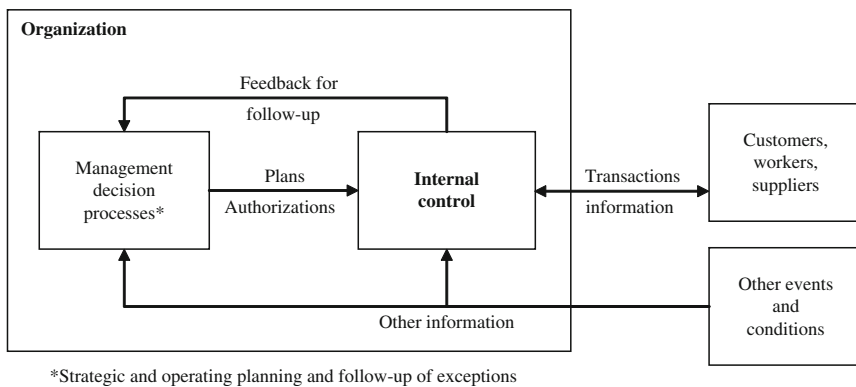 Organization
Feedback for
follow-up
Management
decision
processes*
Plans
Authorizations
Internal
control
Transactions
information
Customers,
workers,
suppliers
Other events
and
conditions
Other information
*Strategic and operating planning and follow-up of exceptions